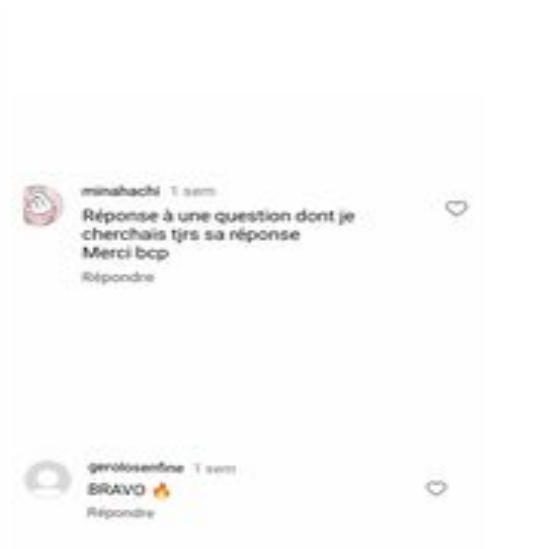 minahachi 1 sem
Réponse à une question dont je
cherchais tjrs sa réponse
Merci bcp
Répondre
gerolosenfine 1 sem
BRAVO 🔥
Répondre